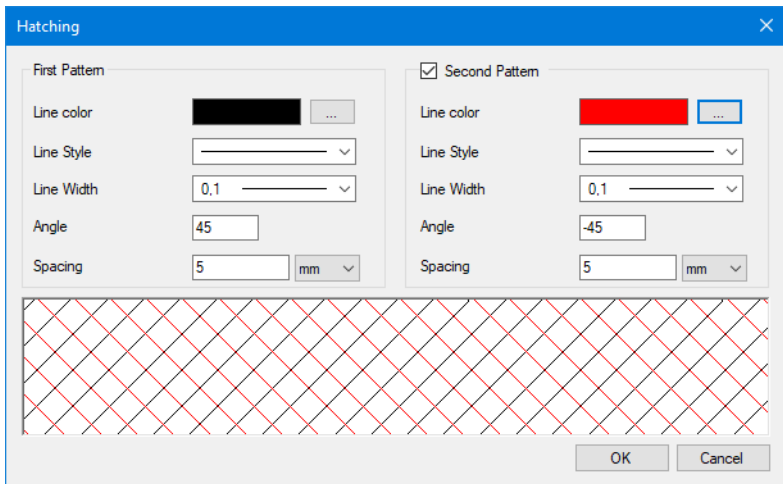 Hatching
First Pattern
Line color
...
Line Style
Line Width
0,1
Angle
45
Spacing
5
mm
Second Pattern
Line color
...
Line Style
Line Width
0,1
Angle
-45
Spacing
5
mm
OK
Cancel